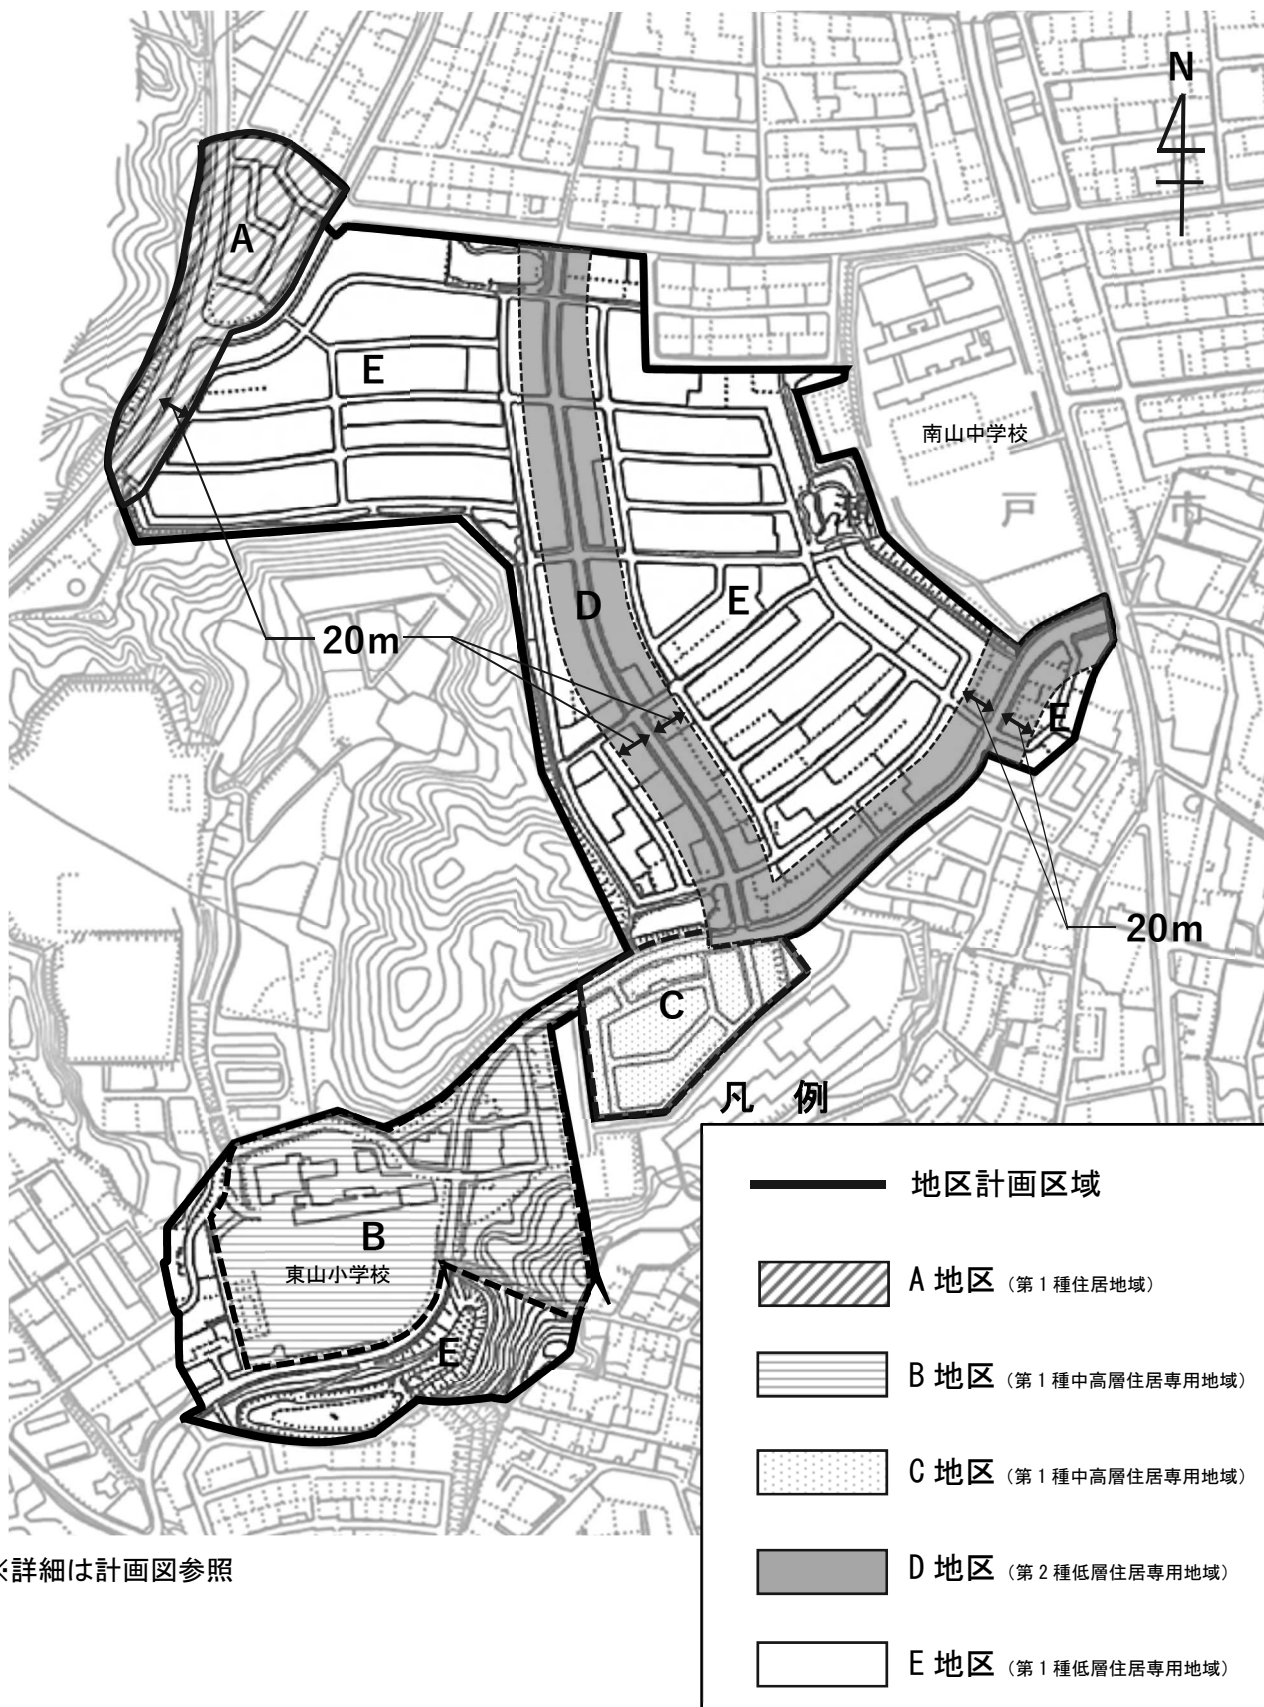 N
A
E
南山中学校
戸 市
D
E
20m
E
20m
C
凡 例
地区計画区域
A 地区 (第1種住居地域)
B
東山小学校
B 地区 (第1種中高層住居専用地域)
E
C 地区 (第1種中高層住居専用地域)
※詳細は計画図参照
D 地区 (第2種低層住居専用地域)
E 地区 (第1種低層住居専用地域)